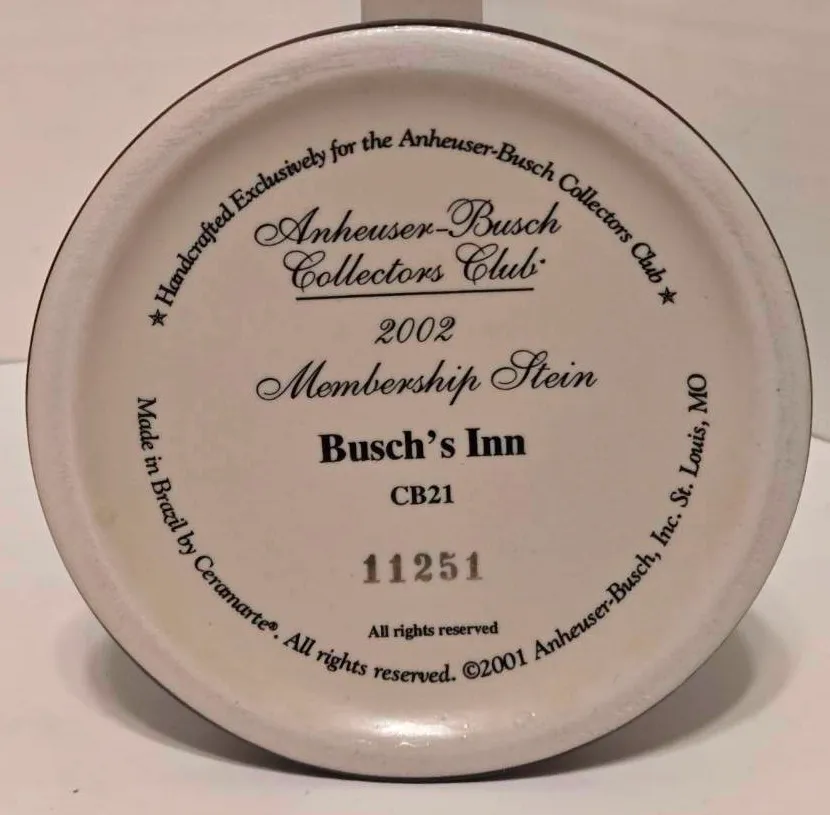 ★ Handcrafted Exclusively for the Anheuser-Busch Collectors Club ★
Anheuser-Busch
Collectors Club·
2002
Membership Stein
Busch's Inn
CB21
11251
All rights reserved
Made in Brazil by Ceramarte®. All rights reserved. ©2001 Anheuser-Busch, Inc. St. Louis, MO